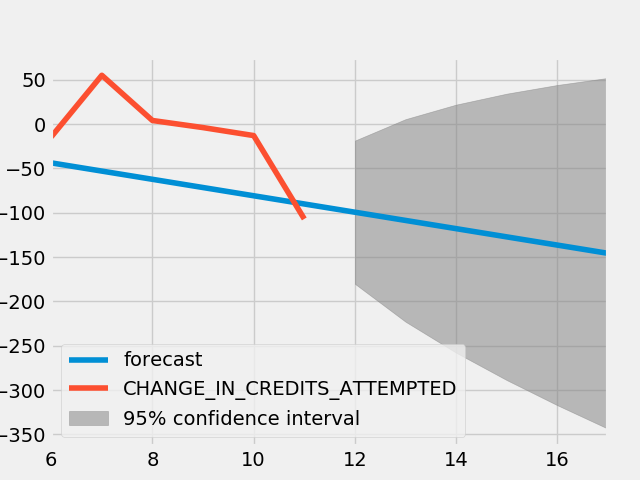 50
0
−50
−100
−150
−200
−250
−300
−350
forecast
CHANGE_IN_CREDITS_ATTEMPTED
95% confidence interval
6 8 10 12 14 16